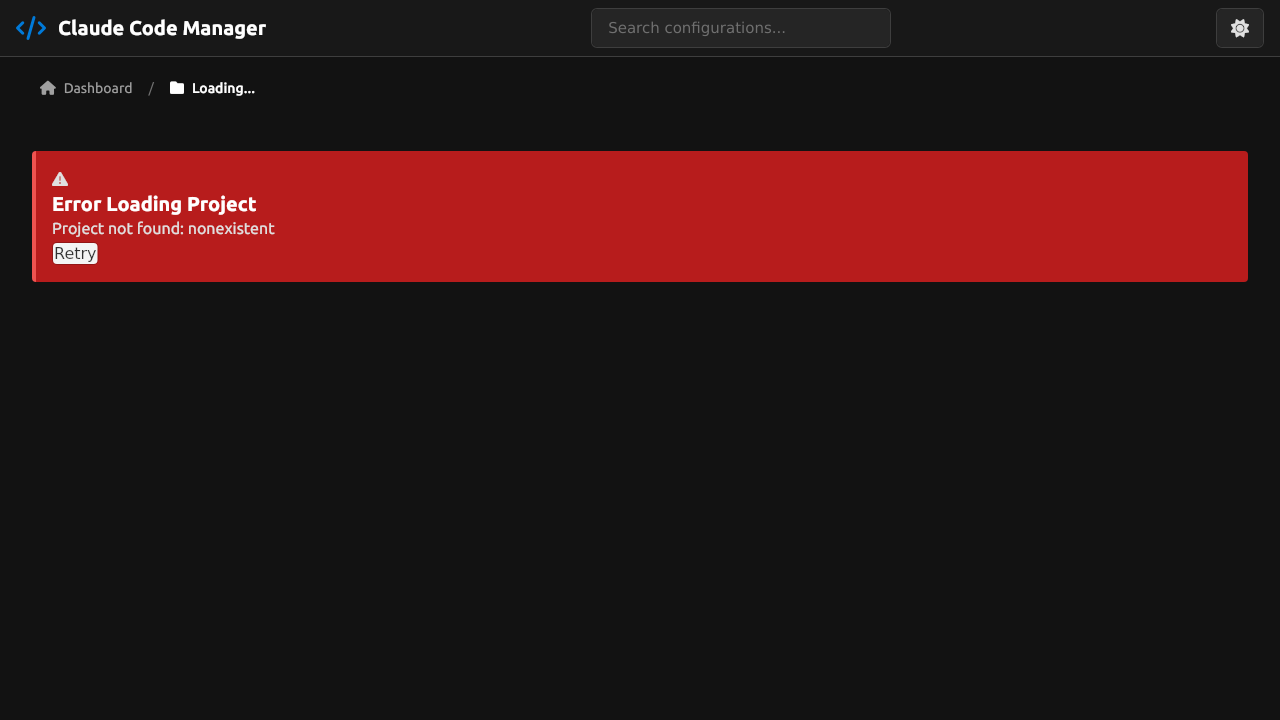 Claude Code Manager
Search configurations...
Dashboard / Loading...
Error Loading Project
Project not found: nonexistent
Retry